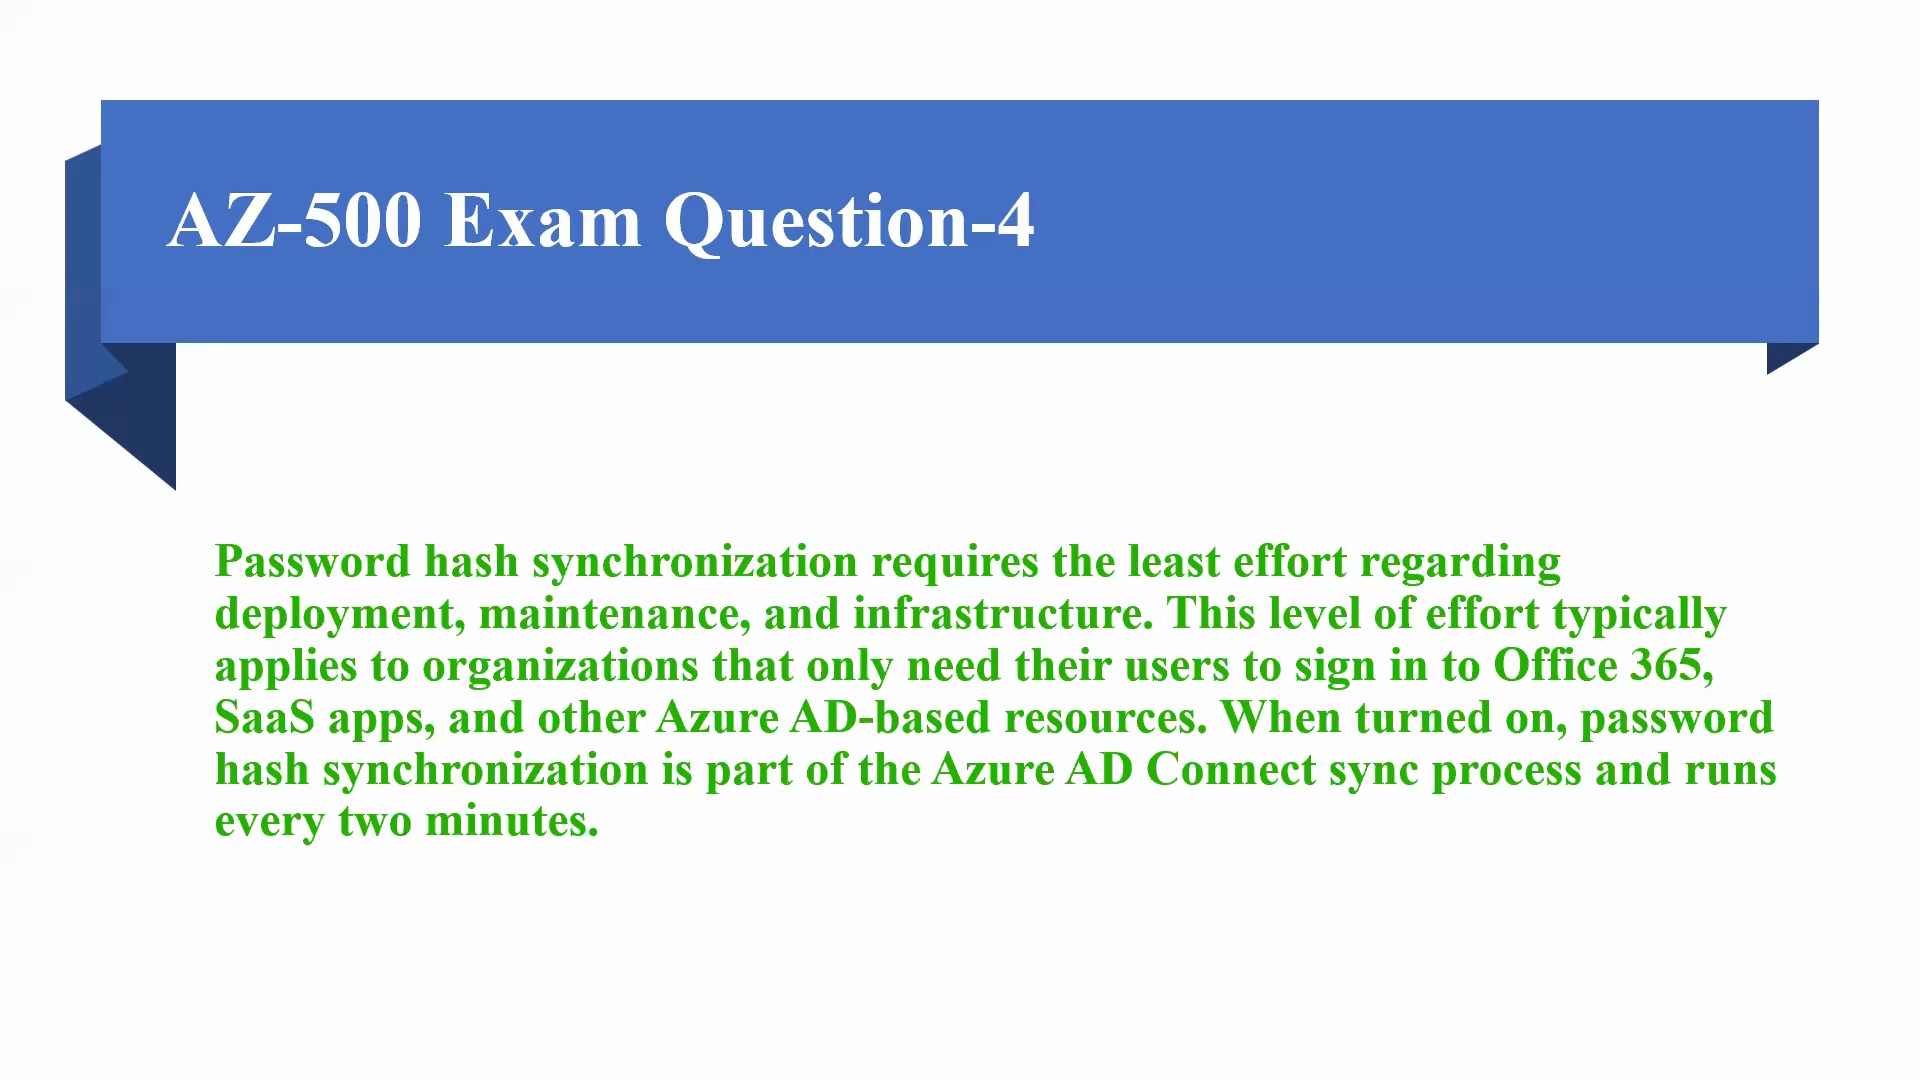 AZ-500 Exam Question-4
Password hash synchronization requires the least effort regarding
deployment, maintenance, and infrastructure. This level of effort typically
applies to organizations that only need their users to sign in to Office 365,
SaaS apps, and other Azure AD-based resources. When turned on, password
hash synchronization is part of the Azure AD Connect sync process and runs
every two minutes.